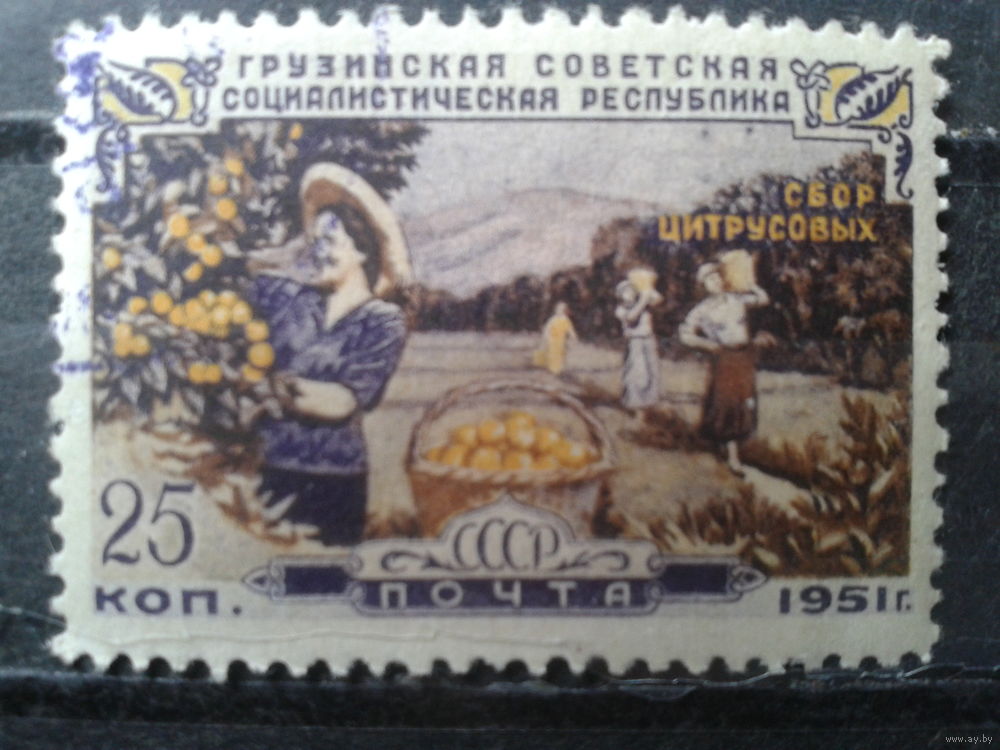 ГРУЗИНСКАЯ СОВЕТСКАЯ
СОЦИАЛИСТИЧЕСКАЯ РЕСПУБЛИКА
СБОР
ЦИТРУСОВЫХ
25
КОП.
СССР
ПОЧТА
1951г.
www.ay.by